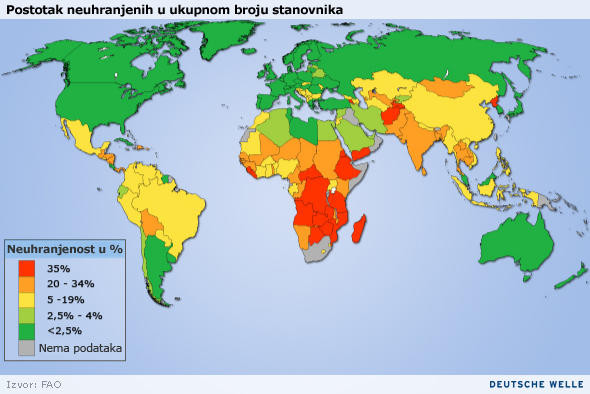 Postotak neuhranjenih u ukupnom broju stanovnika
Neuhranjenost u %
35%
20 - 34%
5 -19%
2,5% - 4%
<2,5%
Nema podataka
Izvor: FAO
DEUTSCHE WELLE